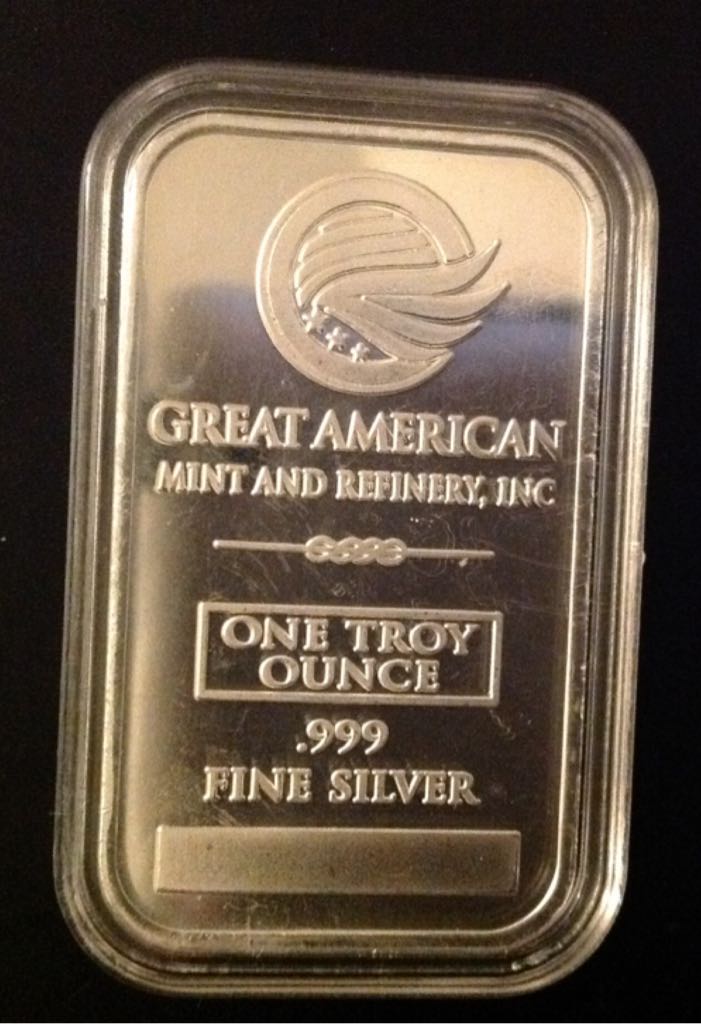 GREAT AMERICAN
MINT AND REFINERY, INC
ONE TROY
OUNCE
.999
FINE SILVER